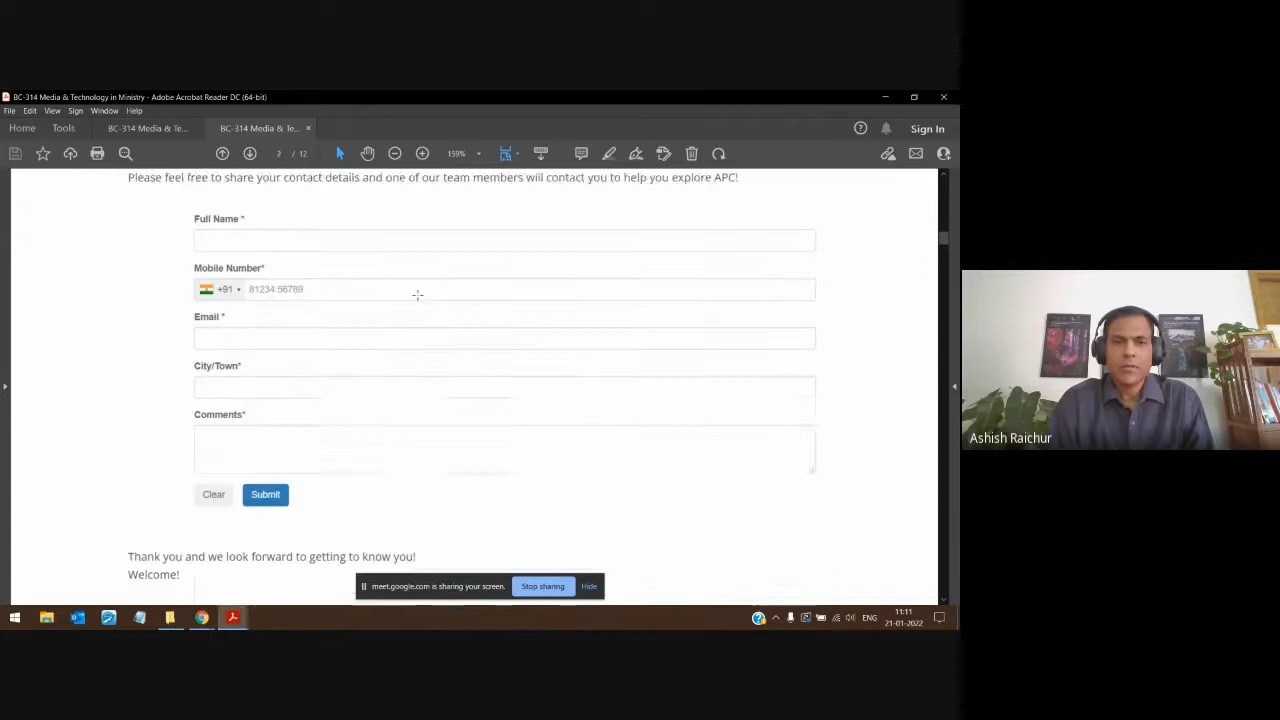 BC-314 Media & Technology in Ministry - Adobe Acrobat Reader DC (64-bit)
File Edit View Sign Window Help
Home Tools BC-314 Media & Te... BC-314 Media & Te... × Sign In
2 / 12 159%
Please feel free to share your contact details and one of our team members will contact you to help you explore APC!
Full Name *
Mobile Number*
+91 81234 56789
Email *
City/Town*
Comments*
Clear Submit
Thank you and we look forward to getting to know you!
Welcome!
meet.google.com is sharing your screen. Stop sharing Hide
ENG 11:11
21-01-2022
Ashish Raichur